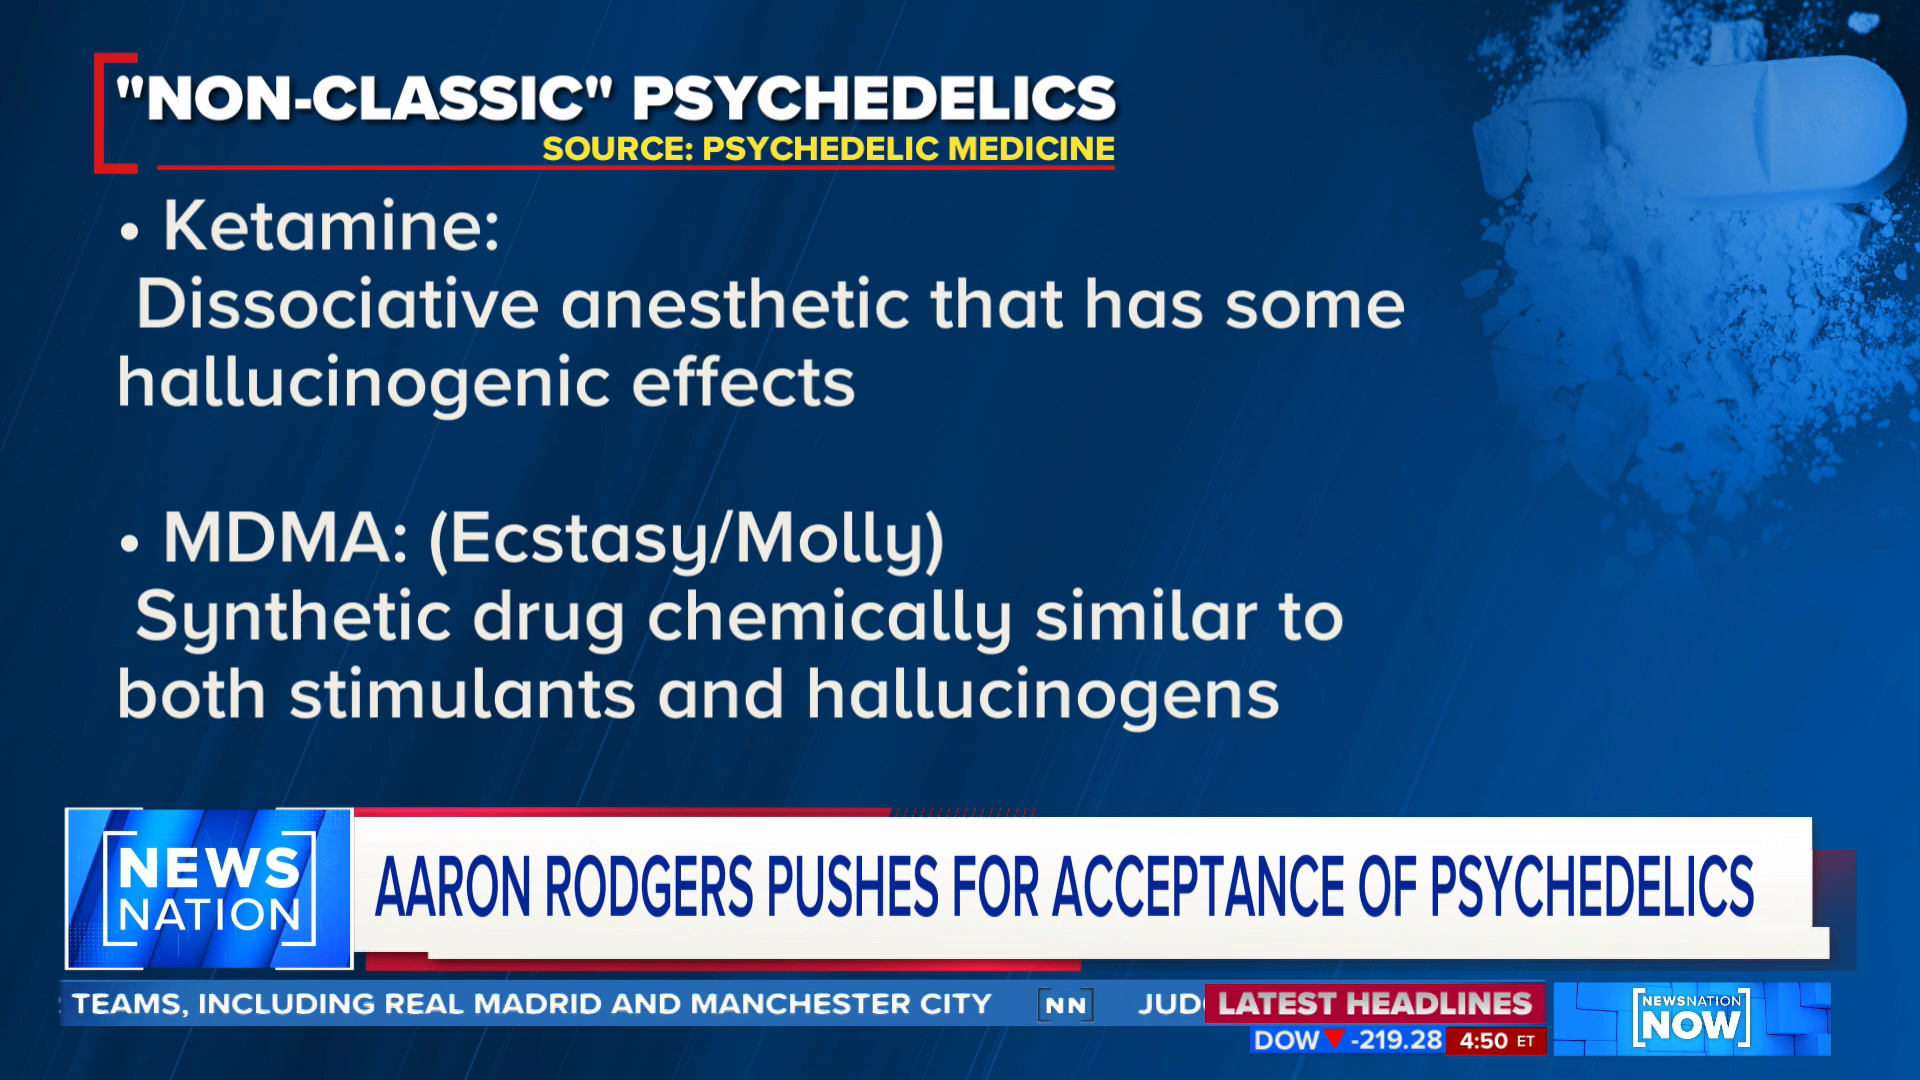 "NON-CLASSIC" PSYCHEDELICS
SOURCE: PSYCHEDELIC MEDICINE
• Ketamine:
Dissociative anesthetic that has some
hallucinogenic effects
• MDMA: (Ecstasy/Molly)
Synthetic drug chemically similar to
both stimulants and hallucinogens
NEWS
NATION
AARON RODGERS PUSHES FOR ACCEPTANCE OF PSYCHEDELICS
TEAMS, INCLUDING REAL MADRID AND MANCHESTER CITY [NN]
LATEST HEADLINES
DOW ▼ -219.28 4:50 ET
NEWSNATION
NOW